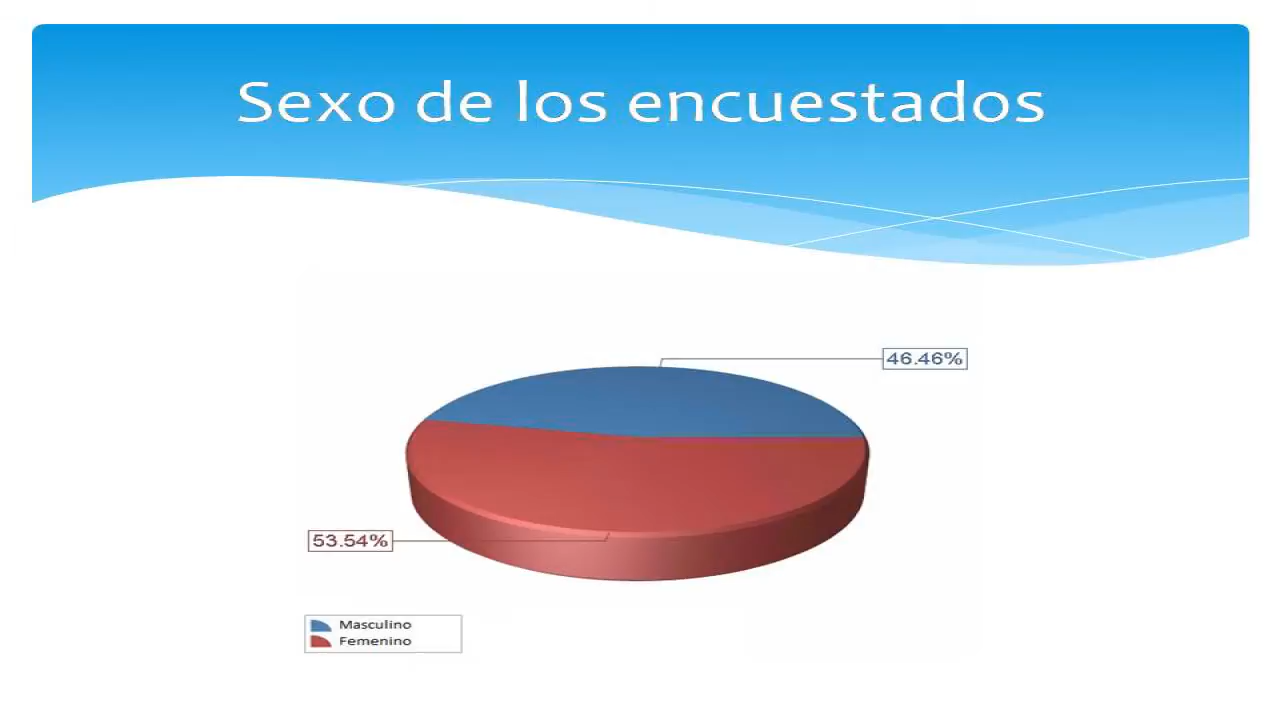 Sexo de los encuestados
46.46%
53.54%
Masculino
Femenino